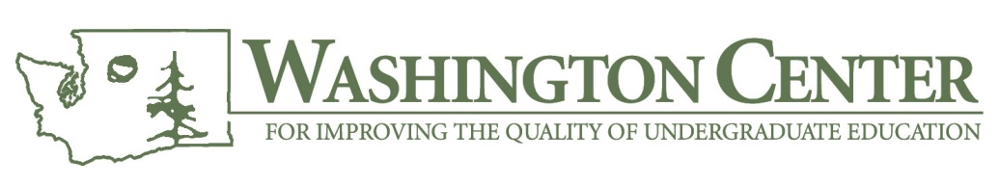 WASHINGTON CENTER
FOR IMPROVING THE QUALITY OF UNDERGRADUATE EDUCATION